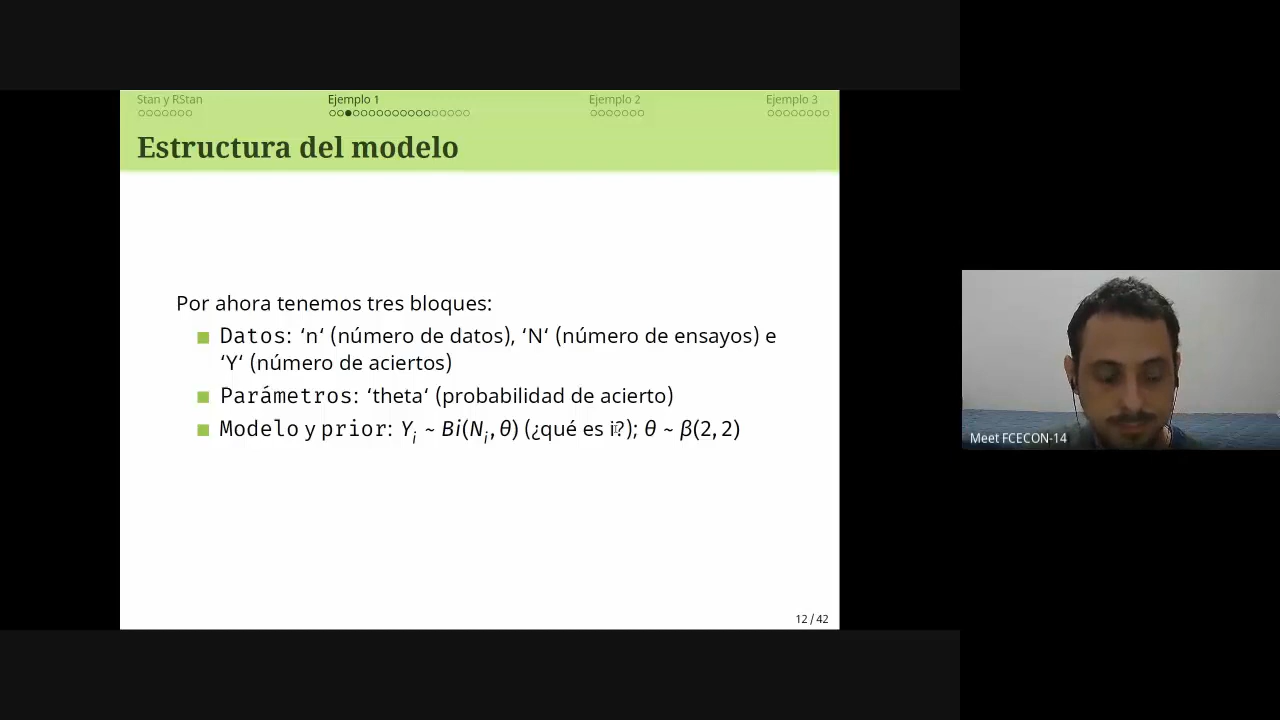 Stan y RStan
Ejemplo 1
Ejemplo 2
Ejemplo 3
Estructura del modelo
Por ahora tenemos tres bloques:
Datos: ‘n‘ (número de datos), ‘N‘ (número de ensayos) e
‘Y‘ (número de aciertos)
Parámetros: ‘theta‘ (probabilidad de acierto)
Modelo y prior: Y_i ~ Bi(N_i, θ) (¿qué es i?); θ ~ β(2, 2)
12 / 42
Meet FCECON-14